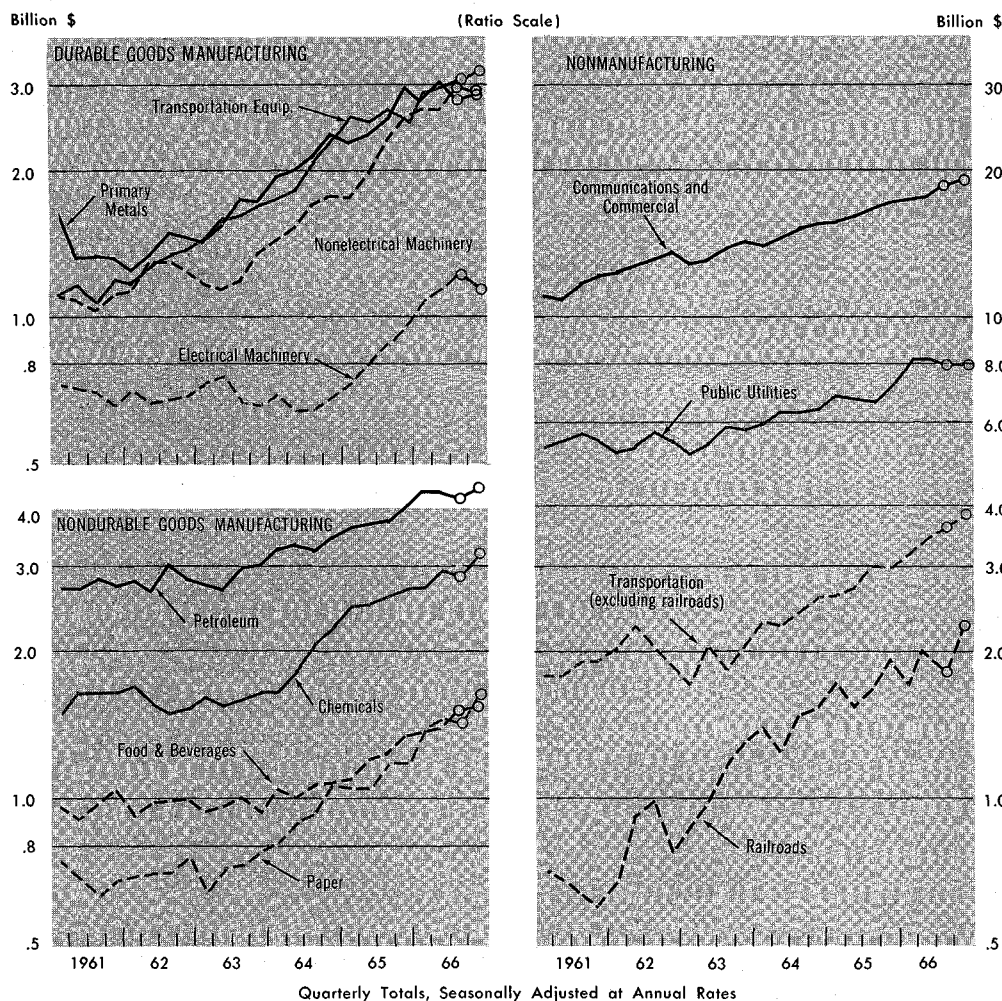 Billion $ (Ratio Scale) Billion $
DURABLE GOODS MANUFACTURING
3.0
Transportation Equip.
2.0
Primary
Metals
Nonelectrical Machinery
1.0
Electrical Machinery
.8
.5
NONMANUFACTURING
30
20
Communications and
Commercial
10
8.0
Public Utilities
6.0
4.0
3.0
Transportation
(excluding railroads)
2.0
1.0
Railroads
.5
4.0
NONDURABLE GOODS MANUFACTURING
3.0
Petroleum
2.0
Chemicals
Food & Beverages
1.0
.8
Paper
.5
1961 62 63 64 65 66
1961 62 63 64 65 66
Quarterly Totals, Seasonally Adjusted at Annual Rates